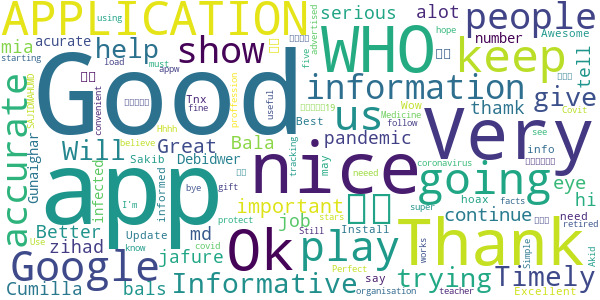 APPLICATION
Good
app
nice
WHO
Very
Thank
Ok
Google
going
play
us
keep
people
information
Informative
show
help
accurate
give
Timely
trying
Will
Great
Bala
important
job
jafure
Better
zihad
Cumilla
bals
md
pandemic
continue
serious
alot
number
tell
hi
eye
thamk
mia
acurate
Debidwer
Gunaighar
infected
informed
Sakib
hoax
Tnx
fine
Wow
Best
may
say
Install
Update
need
info
Awesome
Excellent
using
starting
load
must
appw
convenient
Hhhh
believe
I'm
bye
gift
know
covid
protect
Use
stars
Perfect
Still
tracking
useful
proffession
five
advertised
hope
Medicine
follow
coronavirus
neeed
super
facts
works
organisation
teacher
Simple
retired
Akid
see
Covit